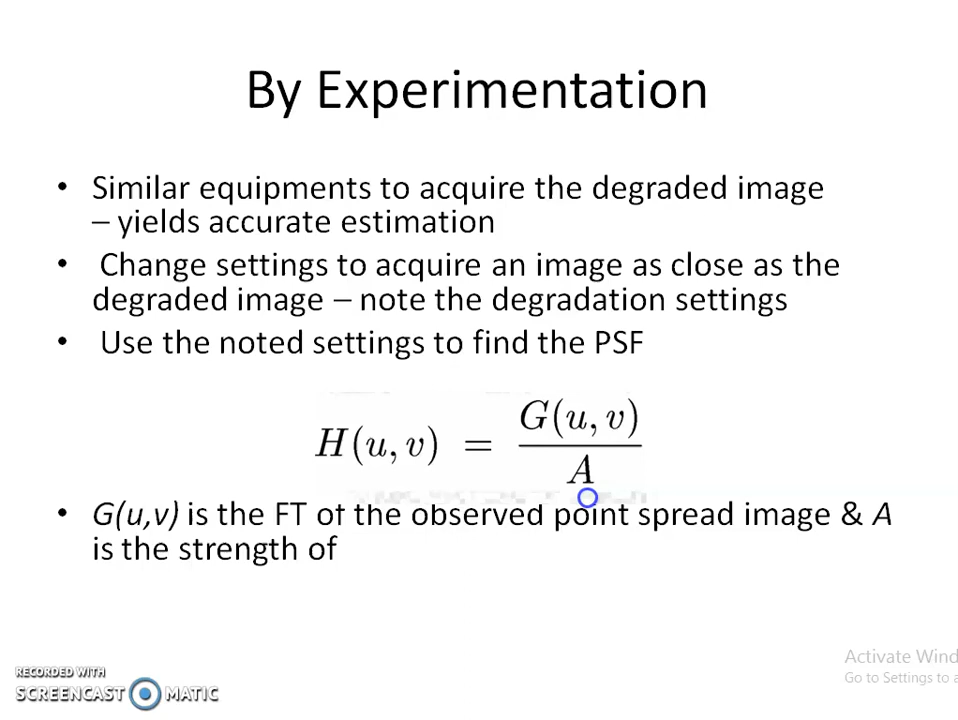 By Experimentation
• Similar equipments to acquire the degraded image
– yields accurate estimation
• Change settings to acquire an image as close as the
degraded image – note the degradation settings
• Use the noted settings to find the PSF
H(u, v) = G(u, v) / A
• G(u,v) is the FT of the observed point spread image & A
is the strength of
Activate Wind
Go to Settings to a
RECORDED WITH
SCREENCAST MATIC